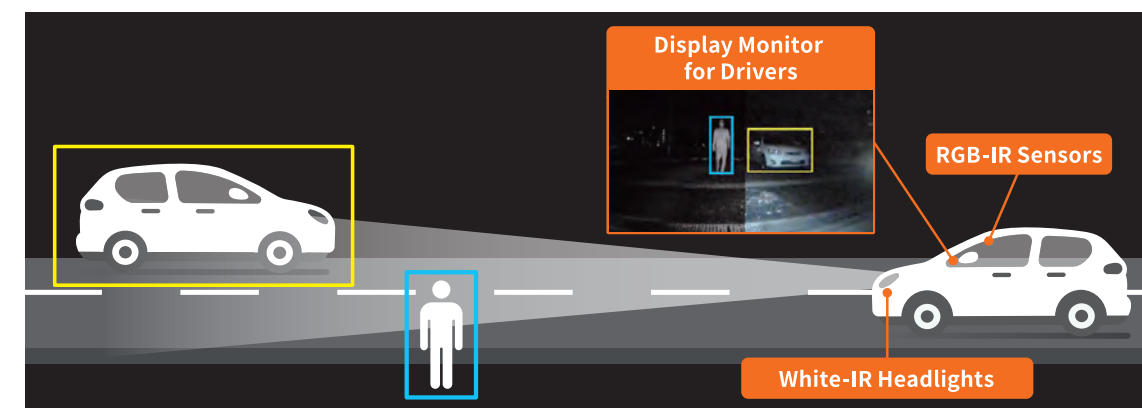 Display Monitor
for Drivers
RGB-IR Sensors
White-IR Headlights